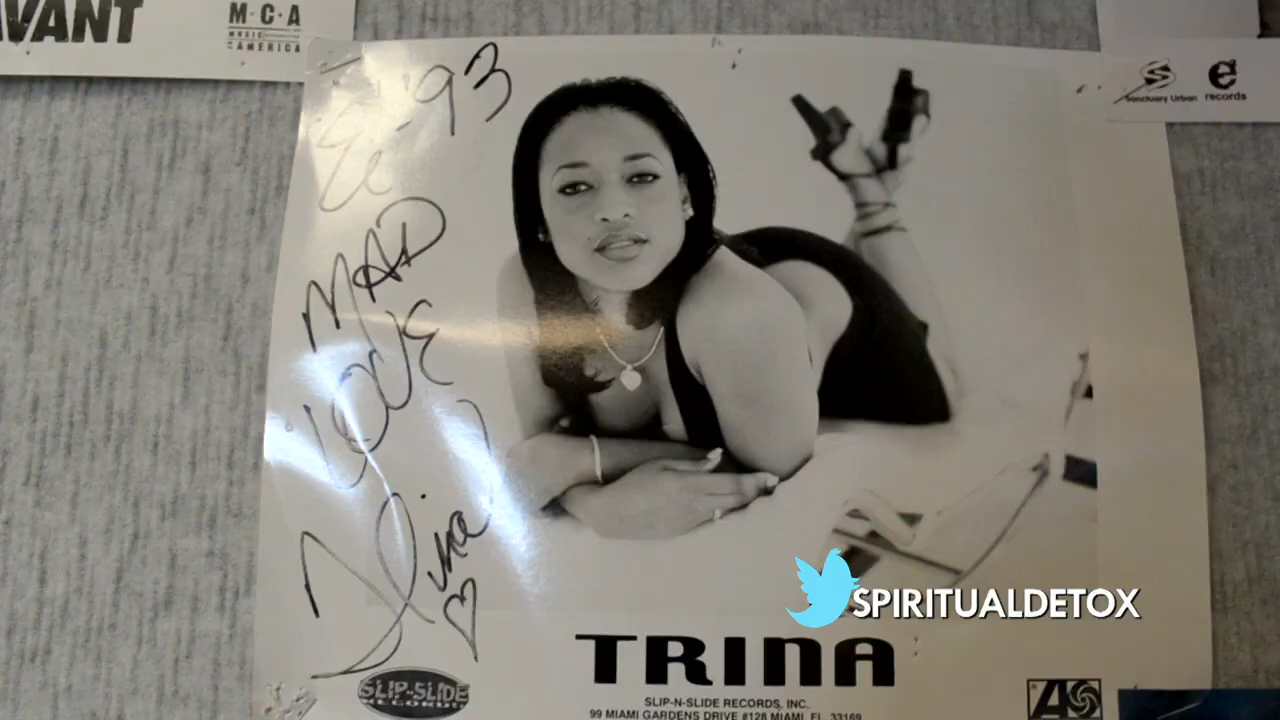 VANT
M·C·A
MUSIC
AMERICA
Sanctuary Urban
e records
'93
MAD
LOVE
Trina
SPIRITUALDETOX
TRINA
SLIP-N-SLIDE RECORDS
SLIP-N-SLIDE RECORDS, INC.
99 MIAMI GARDENS DRIVE #128 MIAMI, FL. 33169